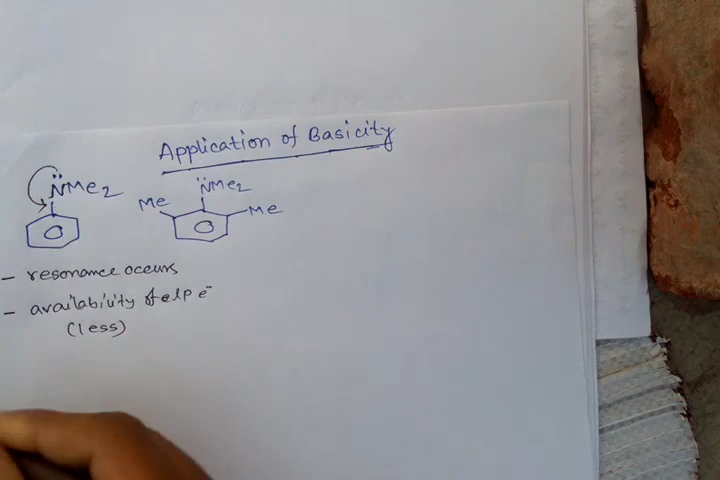 Application of Basicity
N̈Me2
N̈Me2
Me
Me
- resonance occurs
- availability of e l p e⁻
(less)